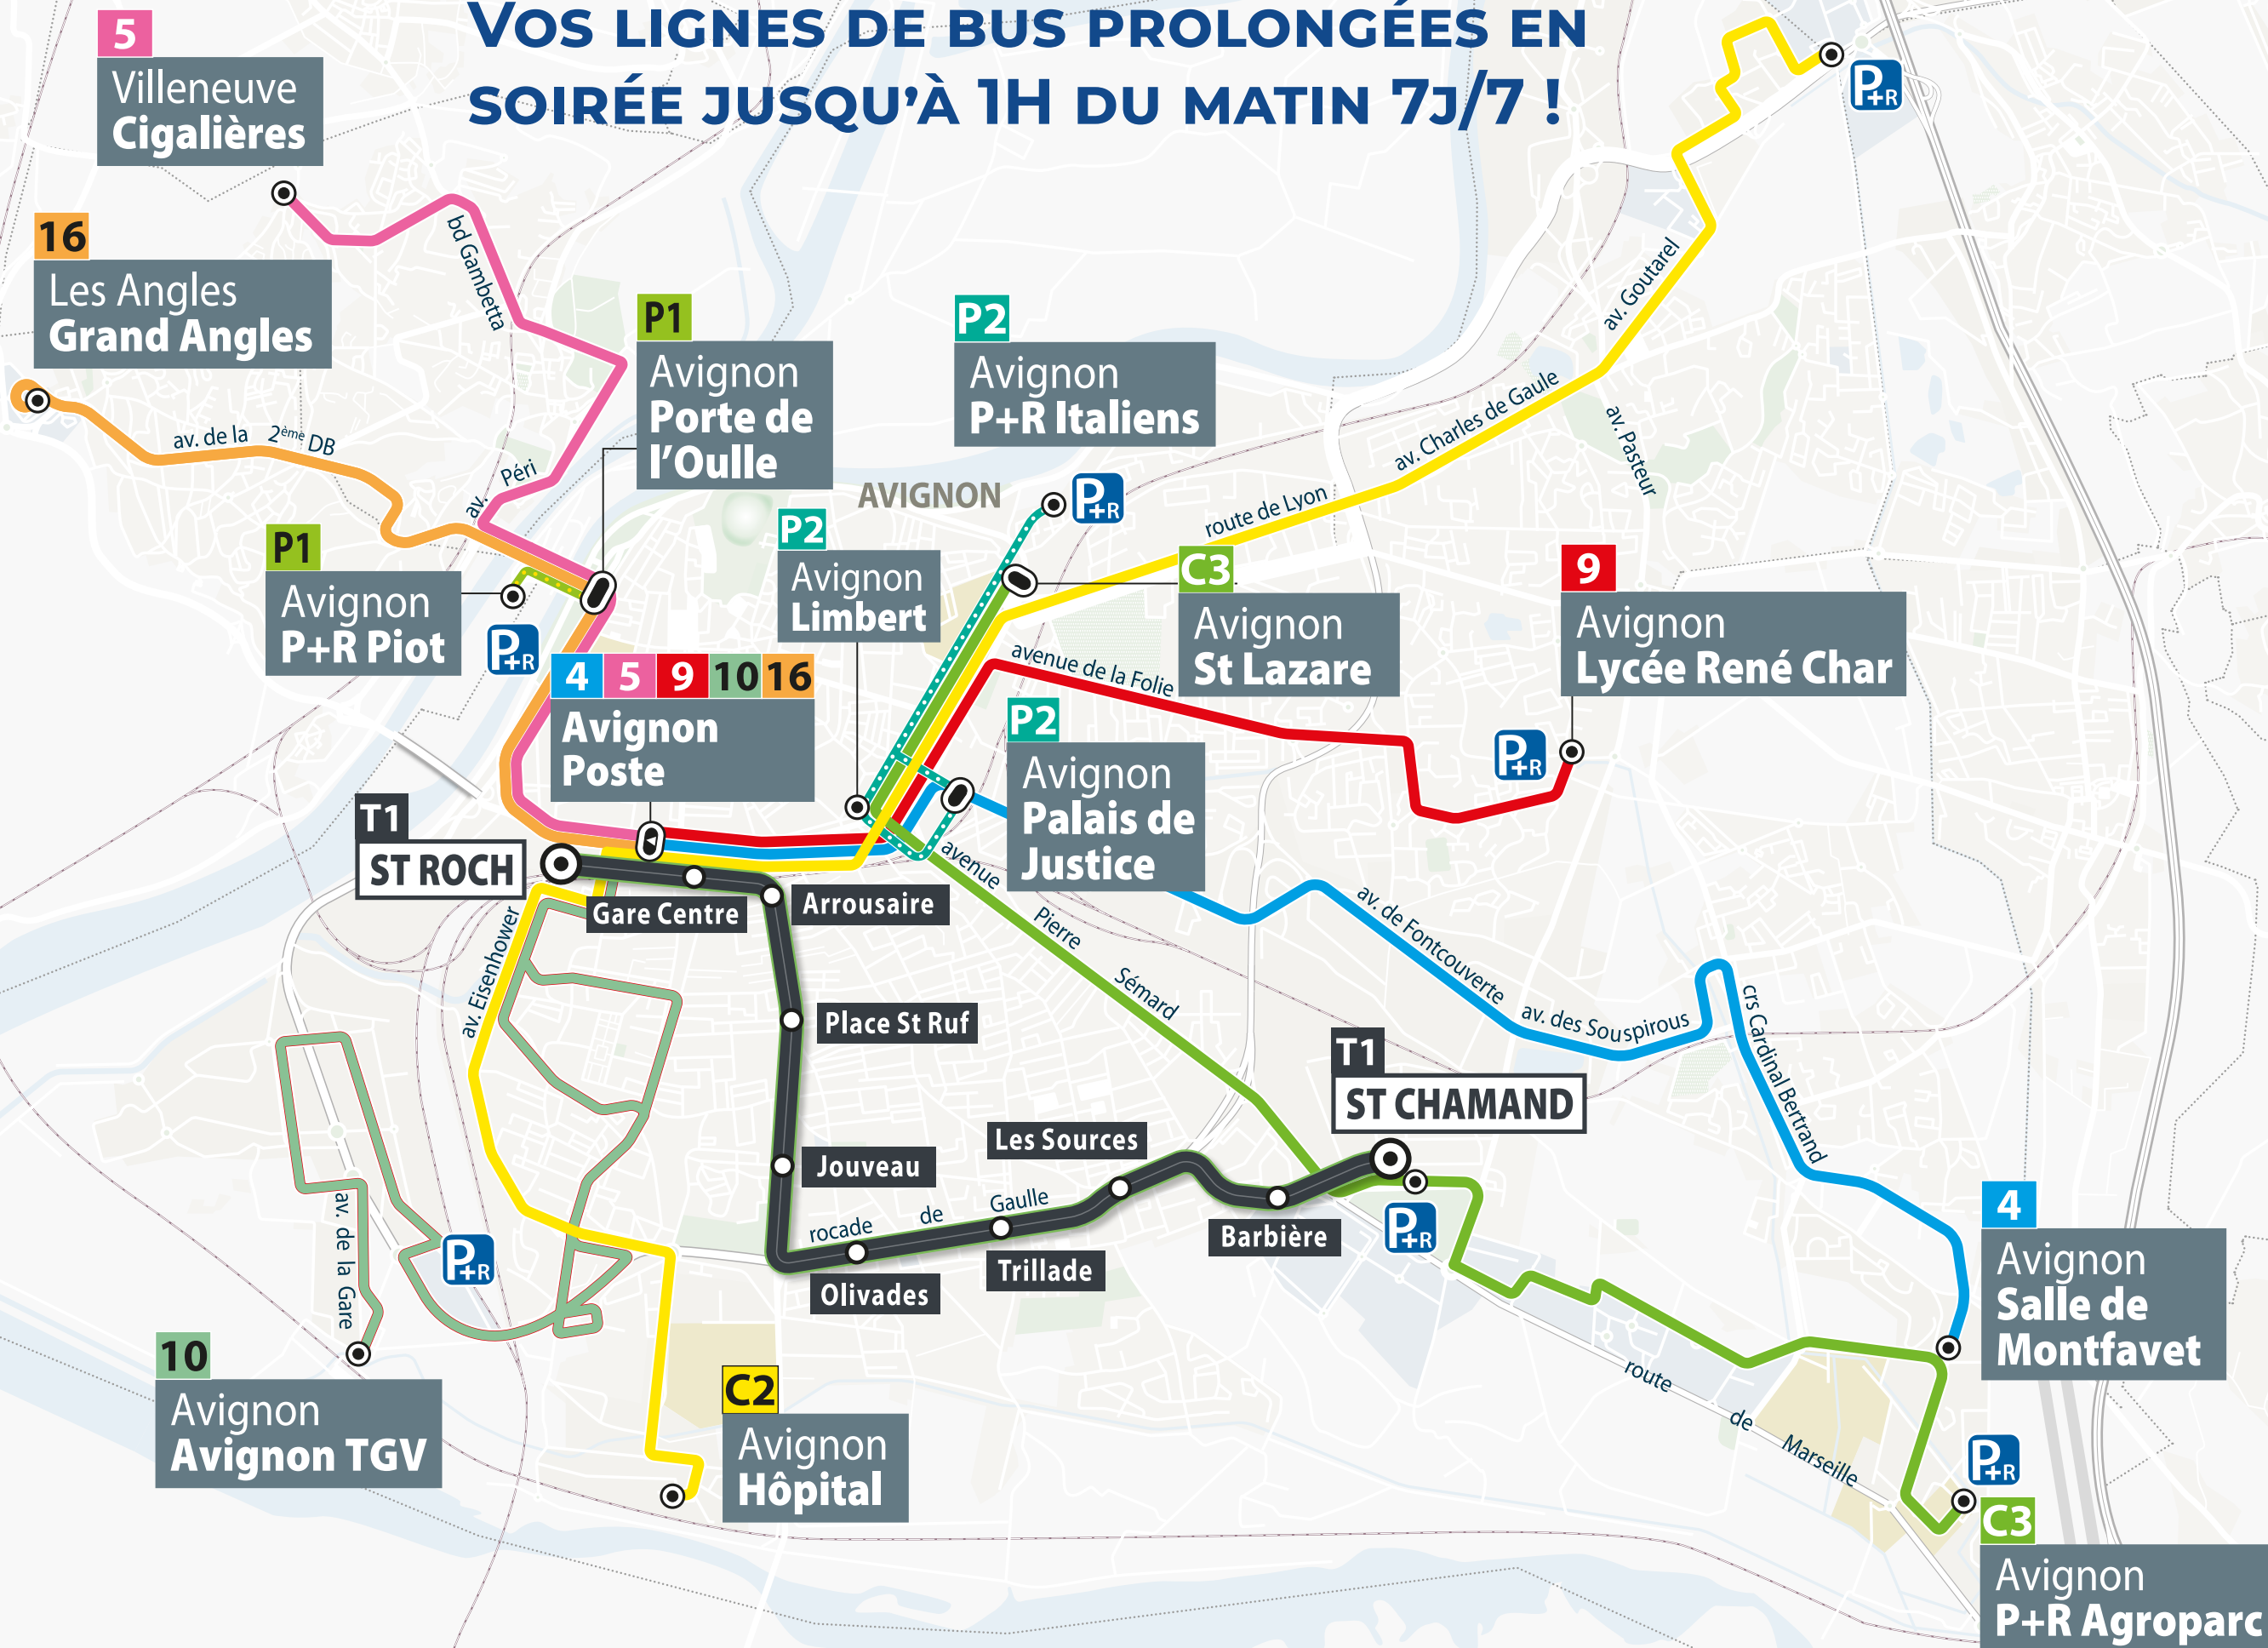 VOS LIGNES DE BUS PROLONGÉES EN
SOIRÉE JUSQU'À 1H DU MATIN 7J/7 !
5
Villeneuve
Cigalières
16
Les Angles
Grand Angles
bd Gambetta
av. de la 2ème DB
av. Péri
P1
Avignon
Porte de
l'Oulle
P2
Avignon
P+R Italiens
P+R
AVIGNON
P+R
P1
Avignon
P+R Piot
P+R
P2
Avignon
Limbert
C3
Avignon
St Lazare
route de Lyon
av. Charles de Gaule
av. Goutarel
av. Pasteur
9
Avignon
Lycée René Char
P+R
avenue de la Folie
4 5 9 10 16
Avignon
Poste
P2
Avignon
Palais de
Justice
T1
ST ROCH
Gare Centre
Arrousaire
Place St Ruf
Jouveau
Olivades
Trillade
Les Sources
Barbière
T1
ST CHAMAND
P+R
rocade de Gaulle
avenue Pierre Sémard
av. de Fontcouverte
av. des Souspirous
crs Cardinal Bertrand
av. Eisenhower
av. de la Gare
P+R
10
Avignon
Avignon TGV
C2
Avignon
Hôpital
4
Avignon
Salle de
Montfavet
route de Marseille
P+R
C3
Avignon
P+R Agroparc